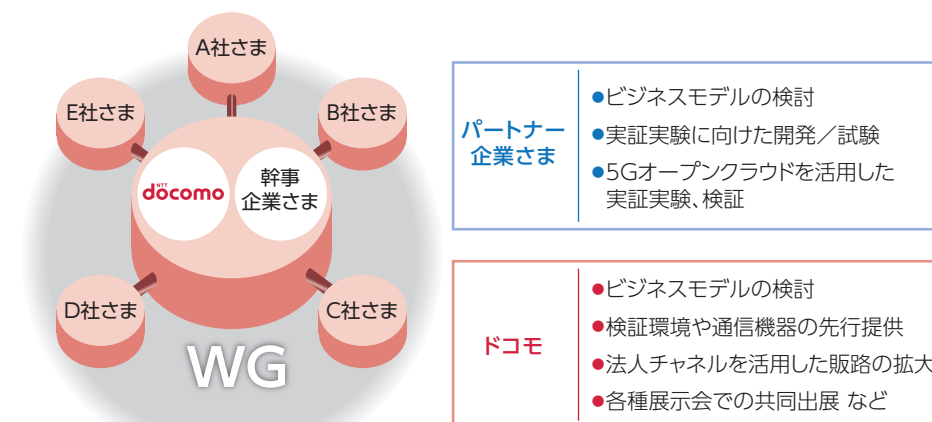 A社さま
E社さま
B社さま
NTT
döcomo
幹事
企業さま
D社さま
C社さま
WG
パートナー
企業さま
●ビジネスモデルの検討
●実証実験に向けた開発／試験
●5Gオープンクラウドを活用した
実証実験、検証
ドコモ
●ビジネスモデルの検討
●検証環境や通信機器の先行提供
●法人チャネルを活用した販路の拡大
●各種展示会での共同出展 など